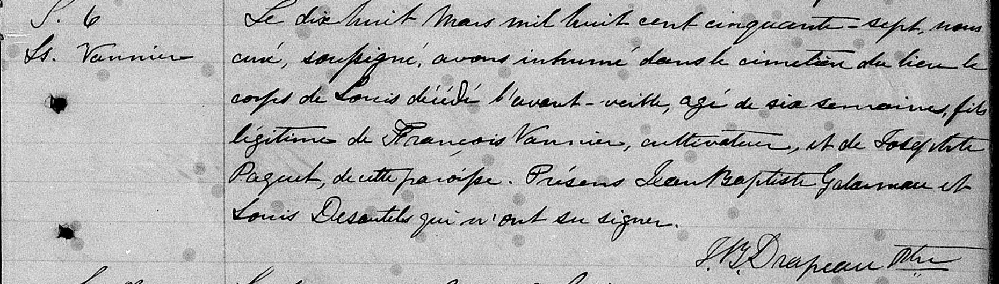 S. 6
Ls. Vannier
Le dix huit Mars mil huit cent cinquante-sept, nous
curé, soussigné, avons inhumé dans le cimetière du lieu le
corps de Louis décédé l'avant-veille, agé de six semaines, fils
légitime de François Vannier, cultivateur, et de Josephte
Paquet, de cette paroisse. Présens Jean Baptiste Galarneau et
Louis Desautels qui n'ont su signer.
J. B. Drapeau Ptre